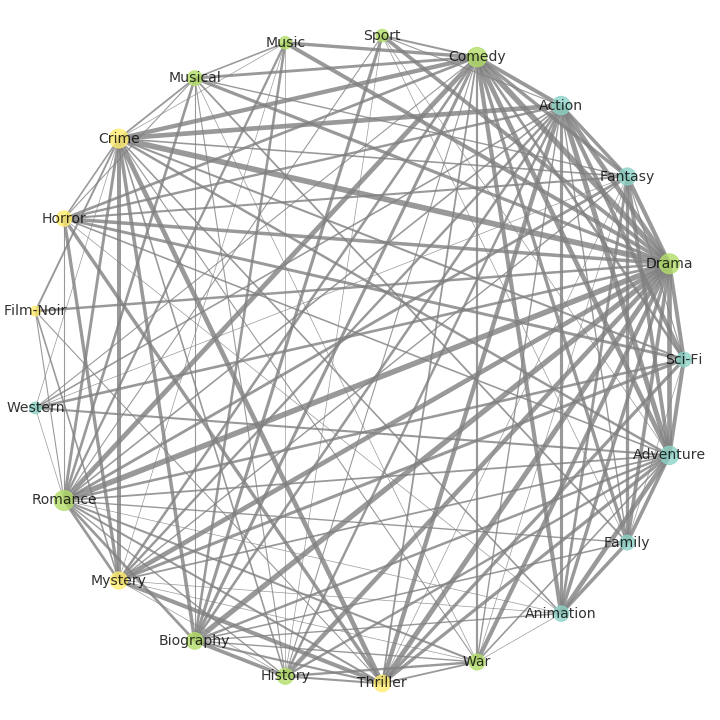 Sport
Music
Comedy
Musical
Action
Crime
Fantasy
Horror
Drama
Film-Noir
Sci-Fi
Western
Adventure
Romance
Family
Mystery
Animation
Biography
War
History
Thriller